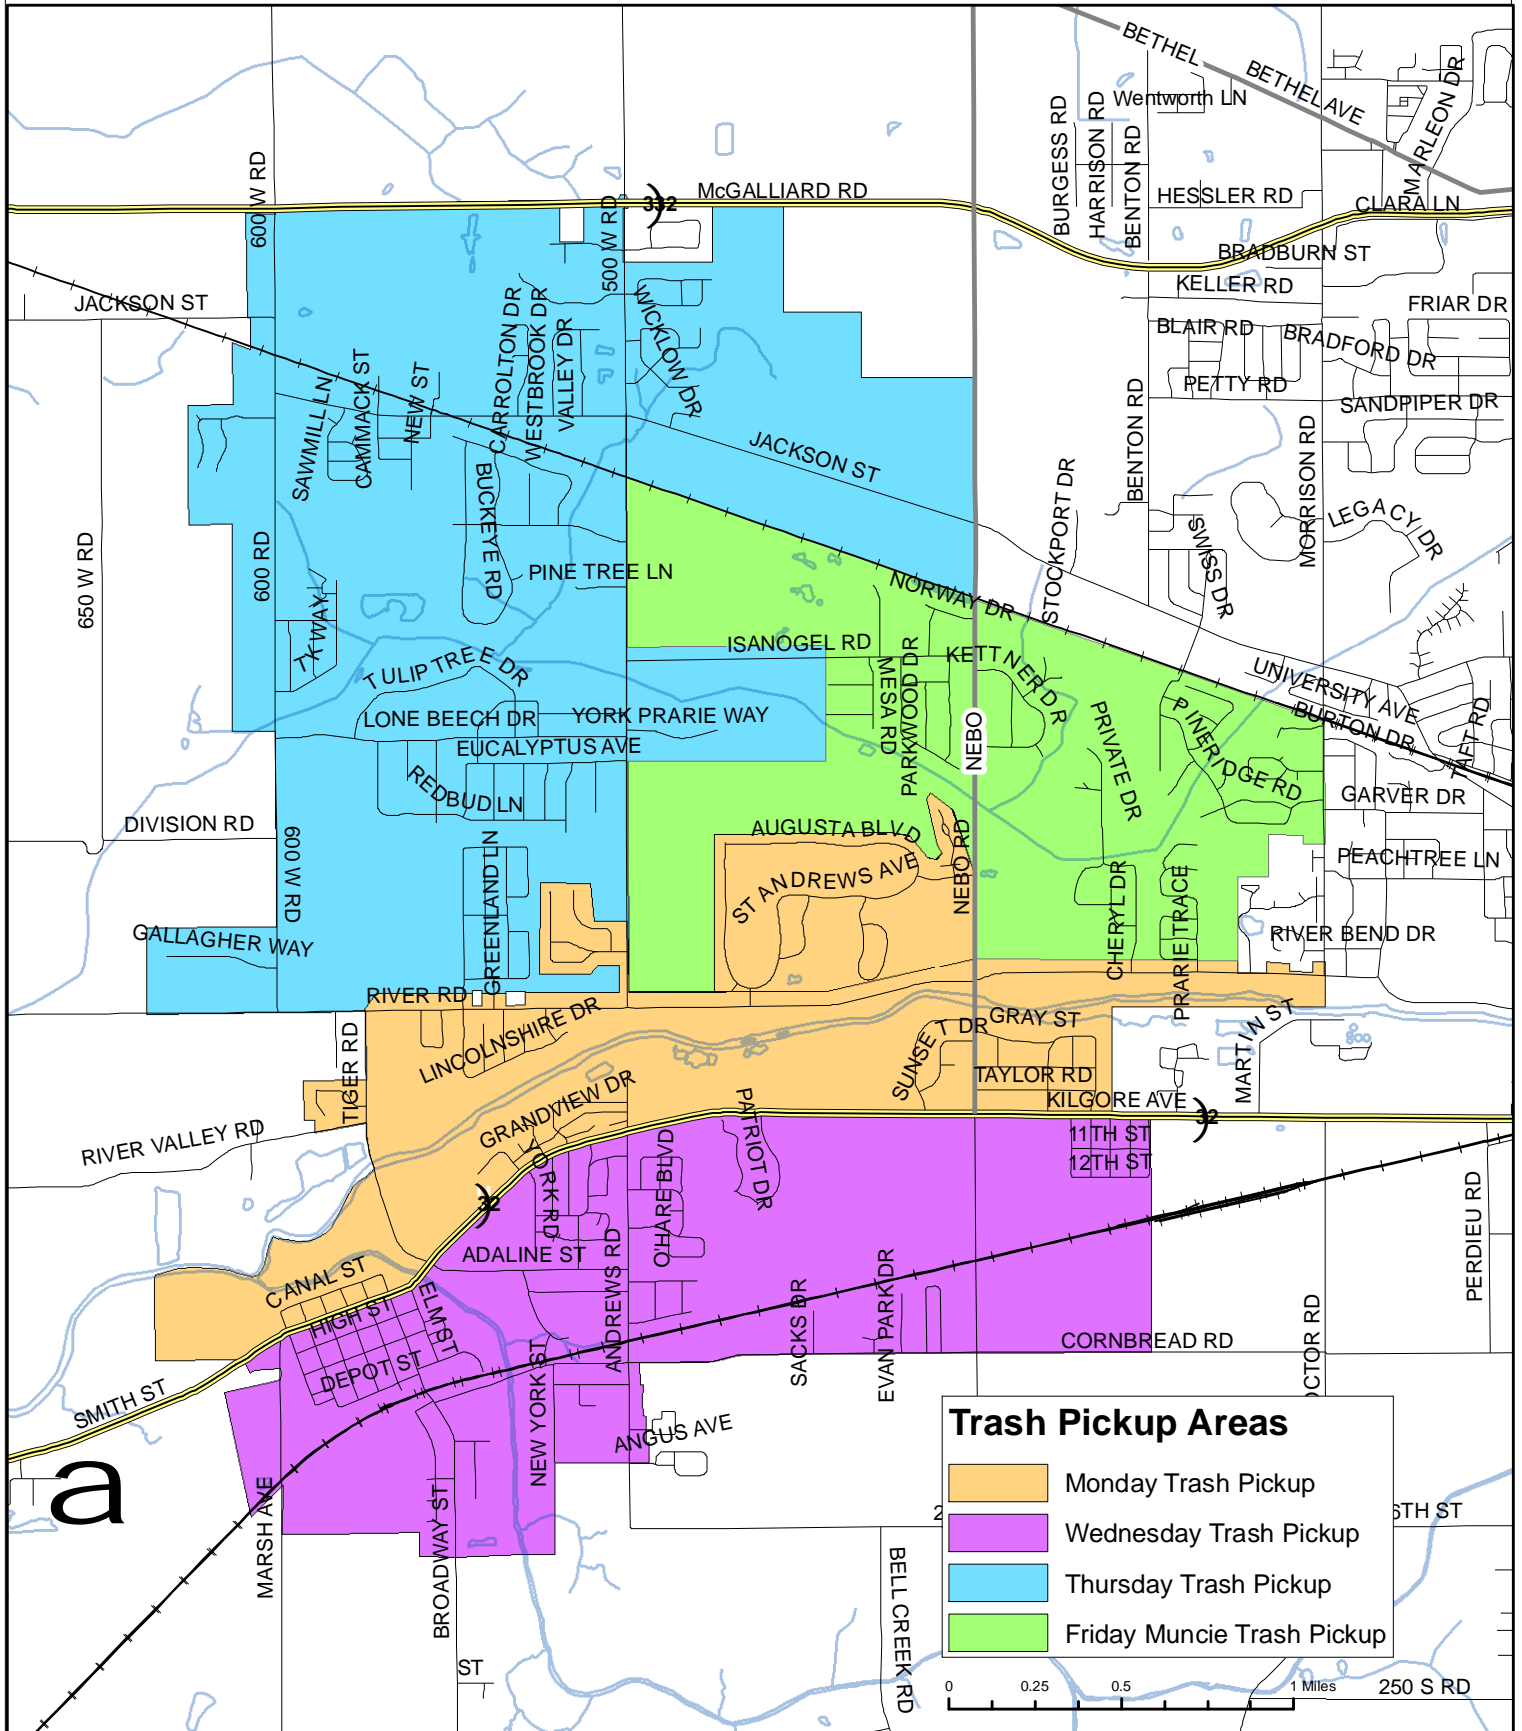 BETHEL
BETHEL AVE
MARLEON DR
Wentworth LN
BURGESS RD
HARRISON RD
BENTON RD
600 W RD
McGALLIARD RD
332
HESSLER RD
CLARA LN
500 W RD
BRADBURN ST
KELLER RD
JACKSON ST
FRIAR DR
WICKLOW DR
CARROLTON DR
WESTBROOK DR
VALLEY DR
BLAIR RD
BRADFORD DR
PETTY RD
SANDPIPER DR
SAWMILL LN
CAMMACK ST
NEW ST
JACKSON ST
BENTON RD
MORRISON RD
BUCKEYE RD
STOCKPORT DR
LEGACY DR
SWISS DR
650 W RD
600 RD
PINE TREE LN
NORWAY DR
TK WAY
ISANOGEL RD
KETTNER DR
TULIP TREE DR
MESA RD
PARKWOOD DR
UNIVERSITY AVE
BURTON DR
TAFT RD
LONE BEECH DR
YORK PRARIE WAY
EUCALYPTUS AVE
NEBO
PRIVATE DR
PINERIDGE RD
REDBUD LN
GARVER DR
DIVISION RD
AUGUSTA BLVD
NEBO RD
PEACHTREE LN
600 W RD
GREENLAND LN
ST ANDREWS AVE
CHERYL DR
PRARIE TRACE
GALLAGHER WAY
RIVER BEND DR
RIVER RD
LINCOLNSHIRE DR
SUNSET DR
GRAY ST
MARTIN ST
TIGER RD
TAYLOR RD
GRANDVIEW DR
KILGORE AVE
32
PATRIOT DR
RIVER VALLEY RD
11TH ST
12TH ST
YORK RD
O'HARE BLVD
32
PERDIEU RD
ADALINE ST
ANDREWS RD
CANAL ST
HIGH ST
ELM ST
SACKS DR
EVAN PARK DR
CORNBREAD RD
OCTOR RD
DEPOT ST
NEW YORK ST
SMITH ST
ANGUS AVE
a
MARSH AVE
BROADWAY ST
BELL CREEK RD
2
6TH ST
Trash Pickup Areas
Monday Trash Pickup
Wednesday Trash Pickup
Thursday Trash Pickup
Friday Muncie Trash Pickup
ST
0 0.25 0.5 1 Miles
250 S RD